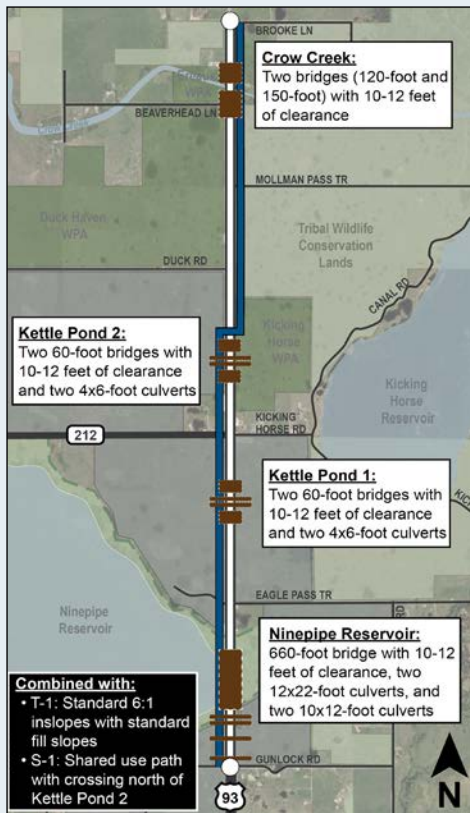 BROOKE LN
Crow Creek:
Two bridges (120-foot and
150-foot) with 10-12 feet
of clearance
WPA
Crow Creek
BEAVERHEAD LN
MOLLMAN PASS TR
Duck Haven
WPA
Tribal Wildlife
Conservation
Lands
DUCK RD
CANAL RD
Kettle Pond 2:
Two 60-foot bridges with
10-12 feet of clearance
and two 4x6-foot culverts
Kicking
Horse
WPA
Kicking
Horse
Reservoir
212
KICKING
HORSE RD
Kettle Pond 1:
Two 60-foot bridges with
10-12 feet of clearance
and two 4x6-foot culverts
EAGLE PASS TR
Ninepipe
Reservoir
RD
Ninepipe Reservoir:
660-foot bridge with 10-12
feet of clearance, two
12x22-foot culverts, and
two 10x12-foot culverts
Combined with:
• T-1: Standard 6:1
inslopes with standard
fill slopes
• S-1: Shared use path
with crossing north of
Kettle Pond 2
GUNLOCK RD
93
N